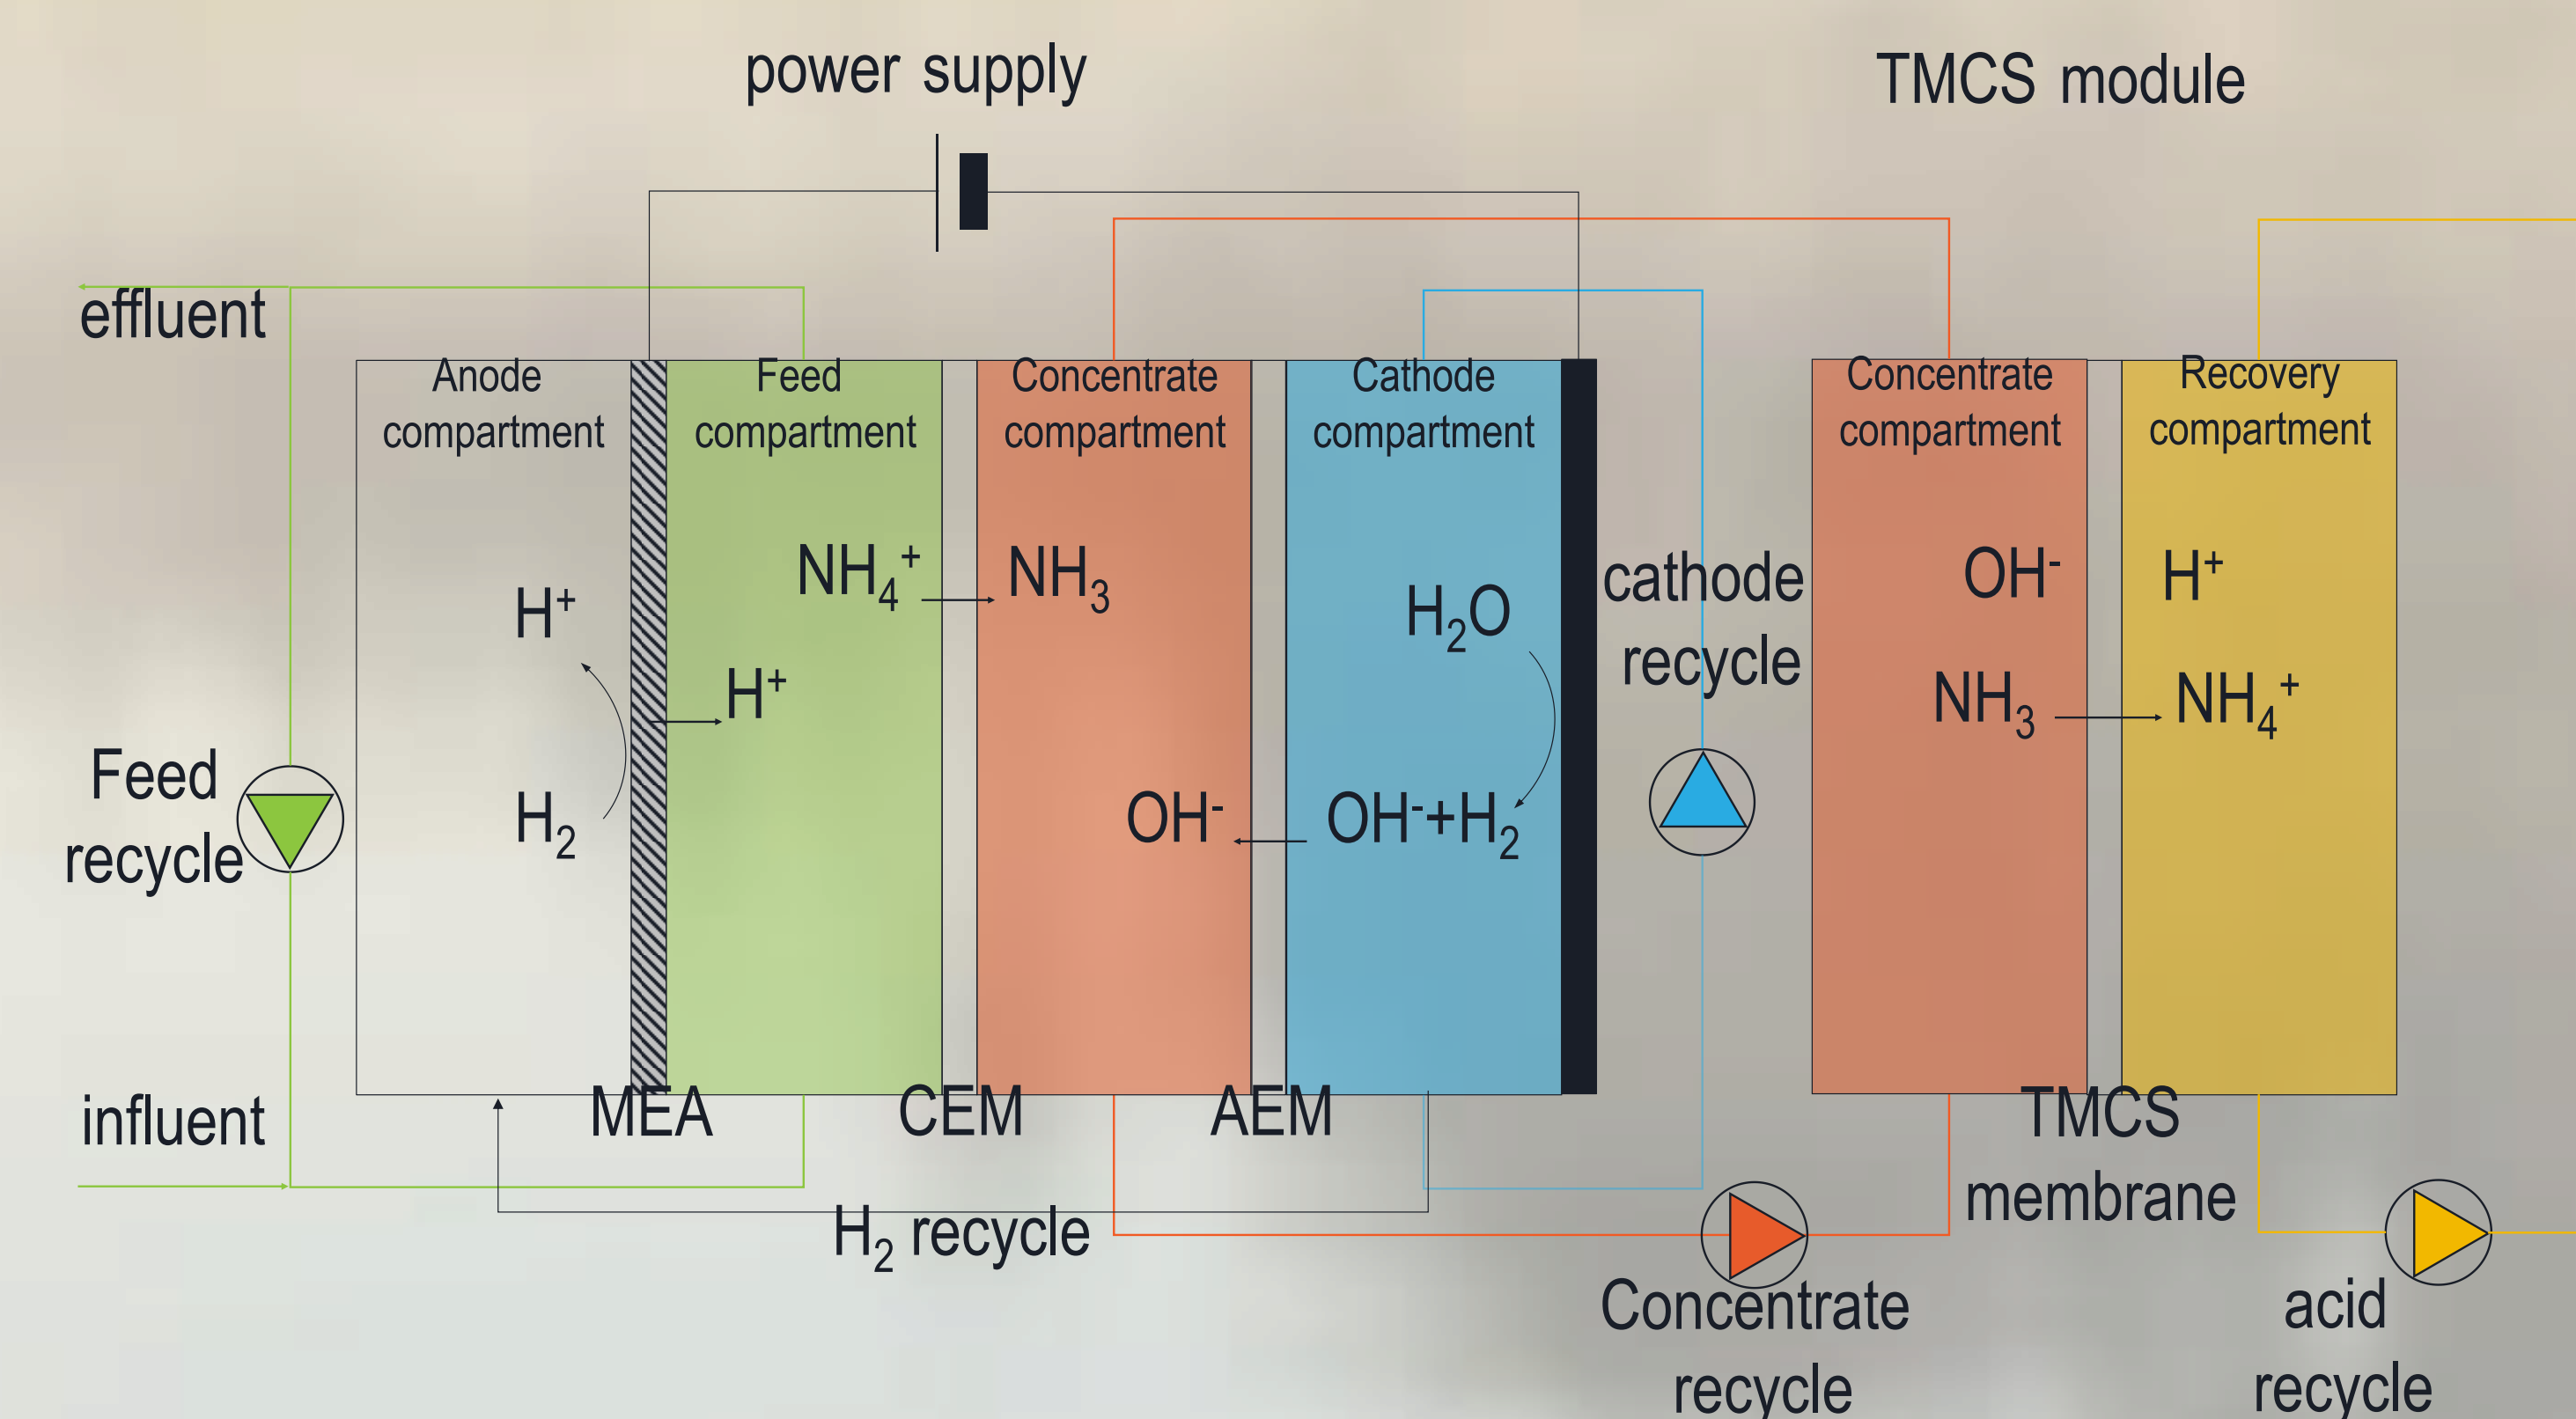 power supply
TMCS module
effluent
Anode
compartment
Feed
compartment
Concentrate
compartment
Cathode
compartment
Concentrate
compartment
Recovery
compartment
H⁺
H₂
NH₄⁺
H⁺
NH₃
OH⁻
H₂O
OH⁻+H₂
cathode
recycle
OH⁻
NH₃
H⁺
NH₄⁺
Feed
recycle
influent
MEA
CEM
AEM
TMCS
membrane
H₂ recycle
Concentrate
recycle
acid
recycle